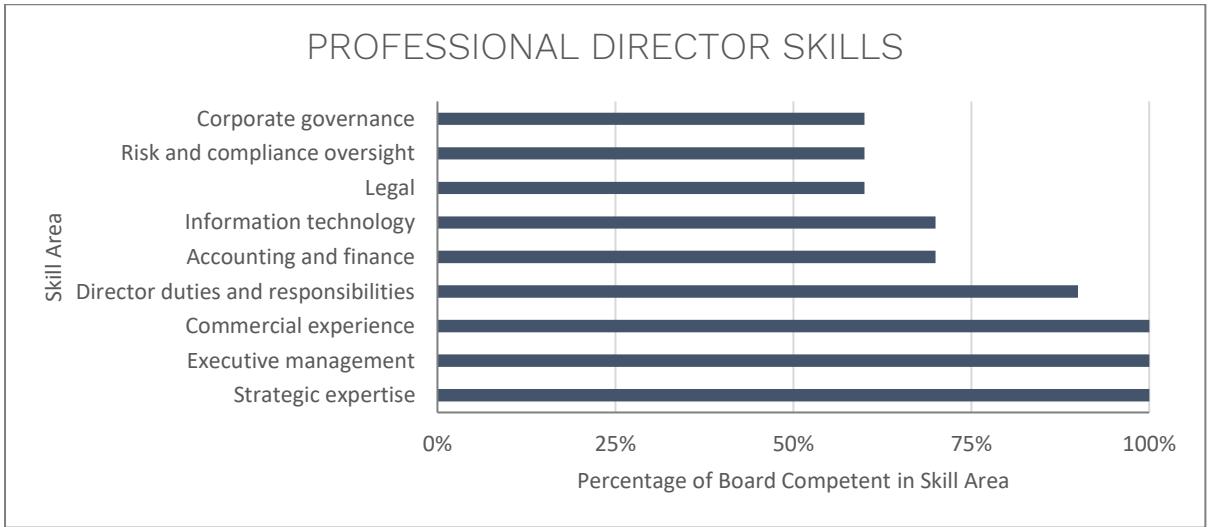 PROFESSIONAL DIRECTOR SKILLS
Corporate governance
Risk and compliance oversight
Legal
Information technology
Accounting and finance
Director duties and responsibilities
Commercial experience
Executive management
Strategic expertise
Skill Area
0% 25% 50% 75% 100%
Percentage of Board Competent in Skill Area